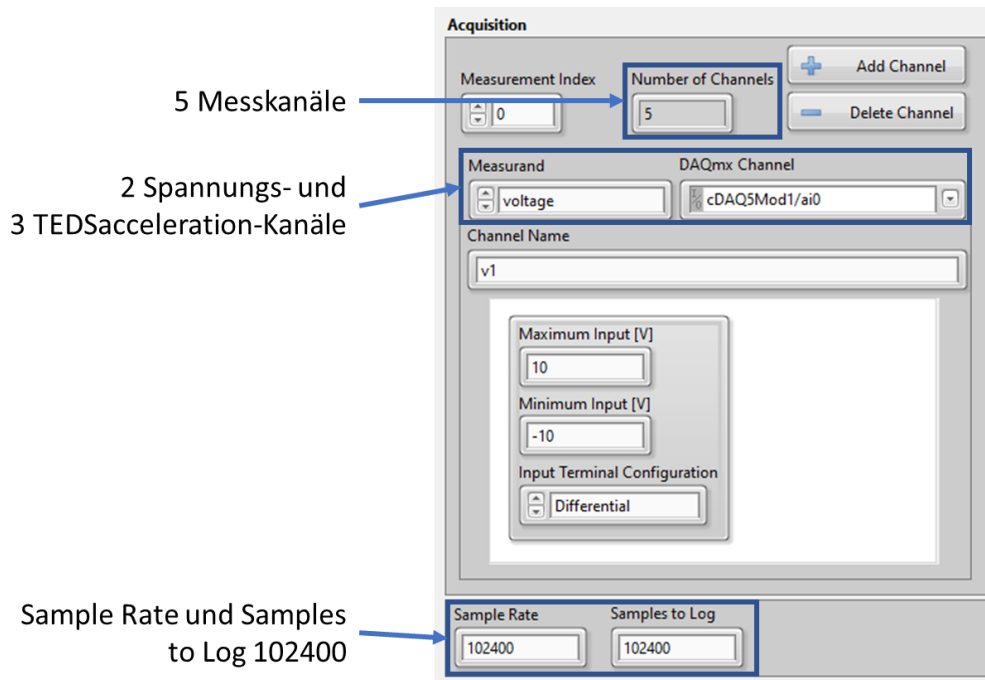 Acquisition
Measurement Index
Number of Channels
Add Channel
0
5
Delete Channel
5 Messkanäle
Measurand
DAQmx Channel
voltage
cDAQ5Mod1/ai0
2 Spannungs- und
3 TEDSacceleration-Kanäle
Channel Name
v1
Maximum Input [V]
10
Minimum Input [V]
-10
Input Terminal Configuration
Differential
Sample Rate und Samples
to Log 102400
Sample Rate
Samples to Log
102400
102400